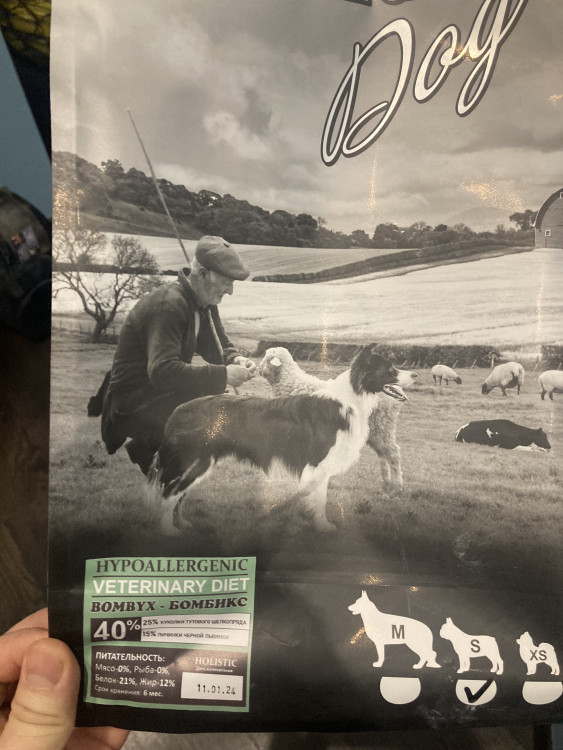 Dog
HYPOALLERGENIC
VETERINARY DIET
BOMBYX - БОМБИКС
40%
25% КУКОЛКИ ТУТОВОГО ШЕЛКОПРЯДА
15% ЛИЧИНКИ ЧЕРНОЙ ЛЬВИНКИ
ПИТАТЕЛЬНОСТЬ:
Мясо-0%, Рыба-0%,
Белок-21%, Жир-12%
Срок хранения: 6 мес.
HOLISTIC
11.01.24
M
S
XS